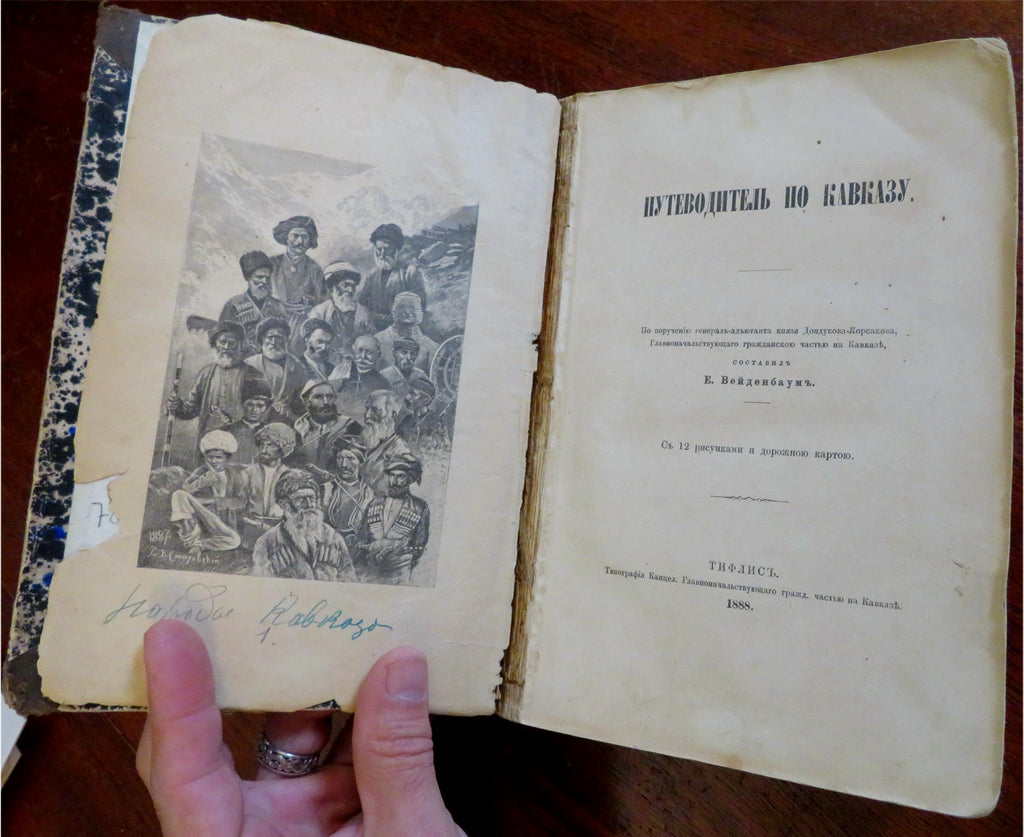 1887
Народы Кавказа
ПУТЕВОДИТЕЛЬ ПО КАВКАЗУ.
По порученію генералъ-адъютанта князя Дондукова-Корсакова,
Главноначальствующаго гражданскою частью на Кавказѣ,
СОСТАВИЛЪ
Е. Вейденбаумъ.
Съ 12 рисунками и дорожною картою.
ТИФЛИСЪ.
Типографія Канцел. Главноначальствующаго гражд. частью на Кавказѣ.
1888.